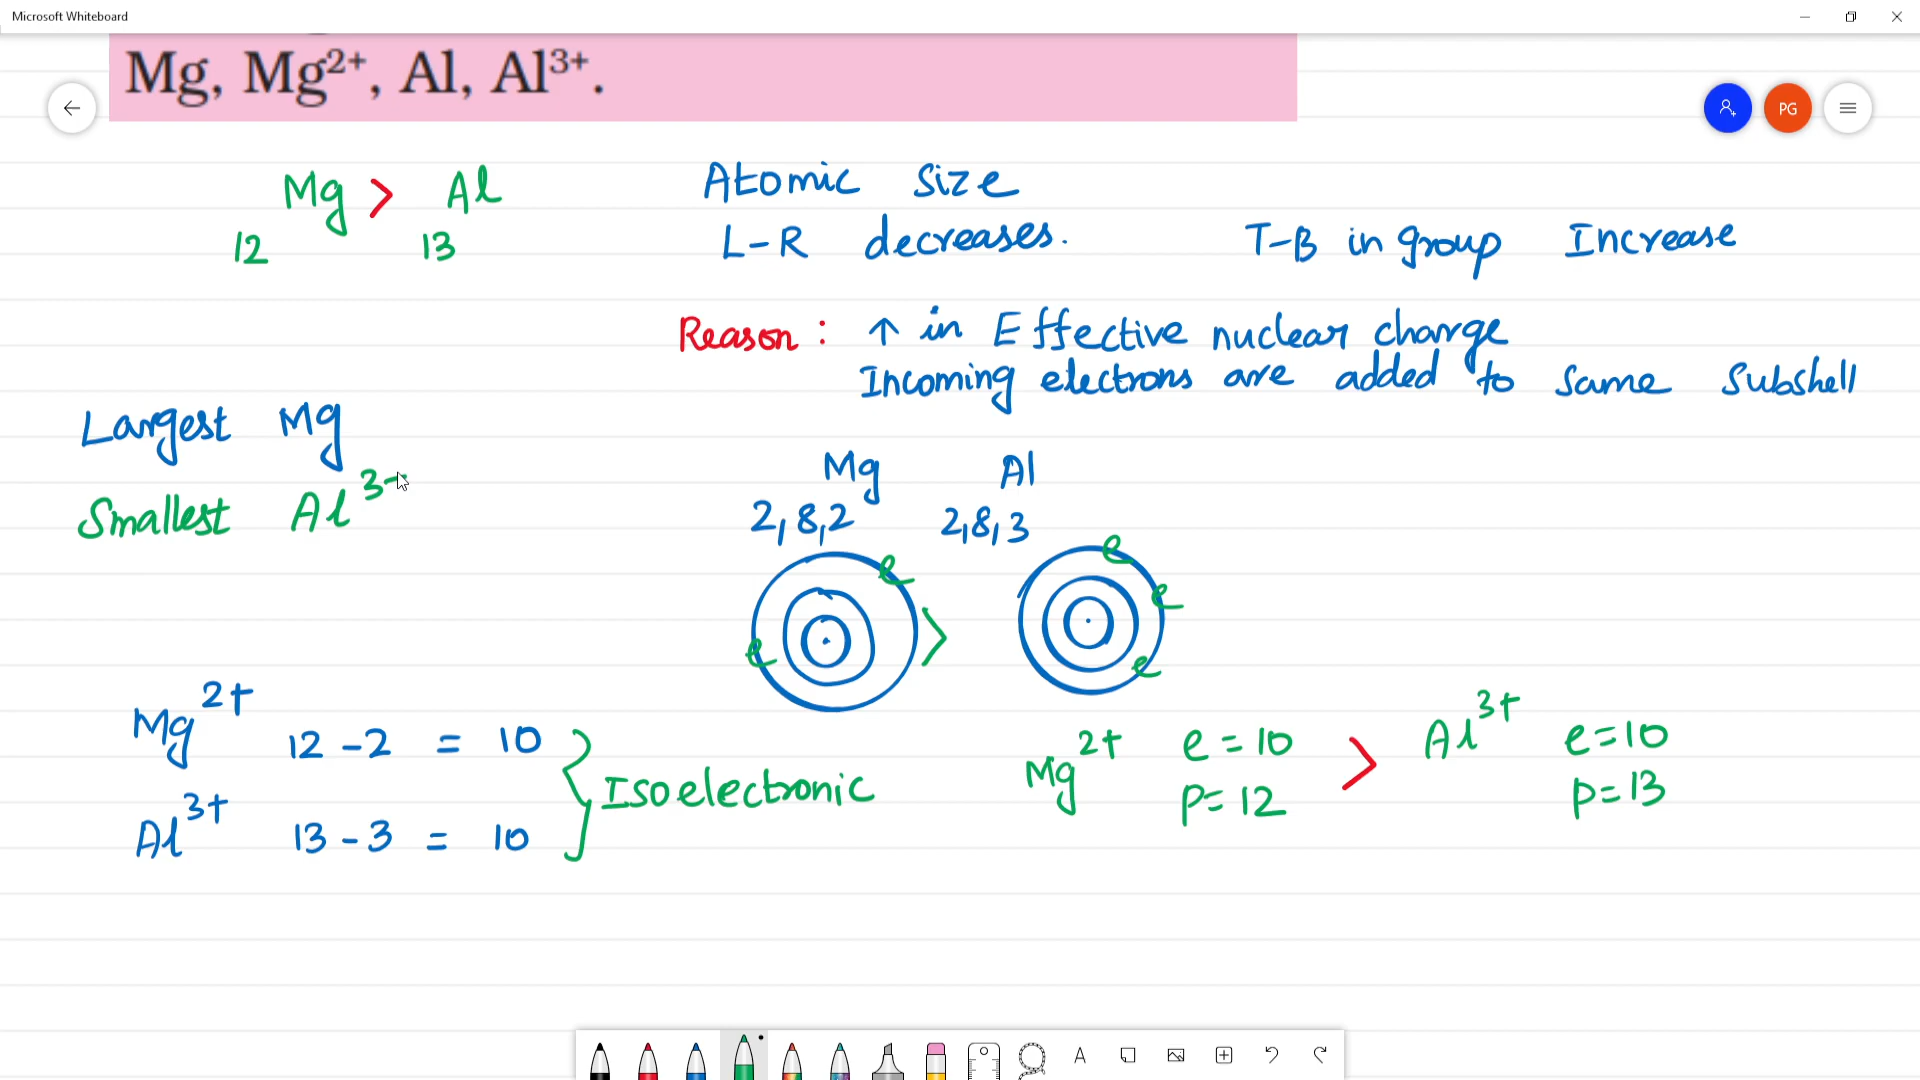 Microsoft Whiteboard
Mg, Mg²⁺, Al, Al³⁺.
PG
Mg > Al
12 13
Atomic Size
L-R decreases.
T-B in group Increase
Reason : ↑ in Effective nuclear charge
Incoming electrons are added to same subshell
Largest Mg
Smallest Al³⁻
Mg Al
2,8,2 2,8,3
e e
e
e >
e
Mg²⁺ 12 - 2 = 10
Al³⁺ 13 - 3 = 10
} Isoelectronic
Mg²⁺ e = 10 > Al³⁺ e=10
P= 12 p=13
A